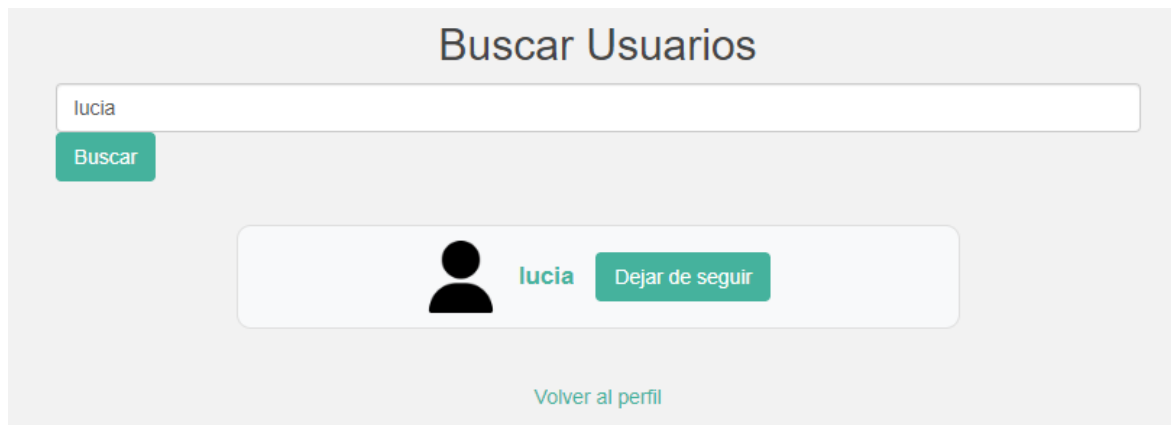 Buscar Usuarios
lucia
Buscar
lucia Dejar de seguir
Volver al perfil